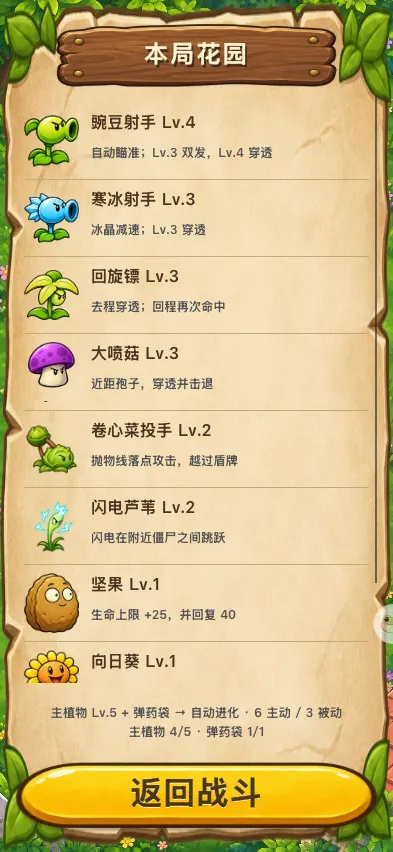 本局花园
豌豆射手 Lv.4
自动瞄准；Lv.3 双发，Lv.4 穿透
寒冰射手 Lv.3
冰晶减速；Lv.3 穿透
回旋镖 Lv.3
去程穿透；回程再次命中
大喷菇 Lv.3
近距孢子，穿透并击退
卷心菜投手 Lv.2
抛物线落点攻击，越过盾牌
闪电芦苇 Lv.2
闪电在附近僵尸之间跳跃
坚果 Lv.1
生命上限 +25，并回复 40
向日葵 Lv.1
主植物 Lv.5 + 弹药袋 → 自动进化 · 6 主动 / 3 被动
主植物 4/5 · 弹药袋 1/1
返回战斗